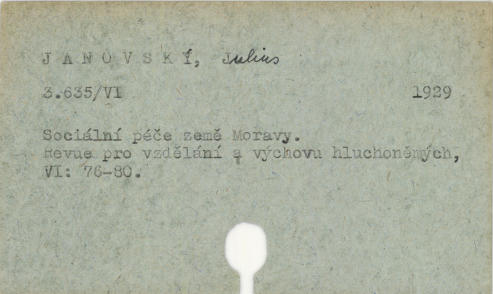 JANOVSKÝ, Julius
3.635/VI 1929
Sociální péče země Moravy.
Revue pro vzdělání a výchovu hluchoněmých,
VI: 76-80.